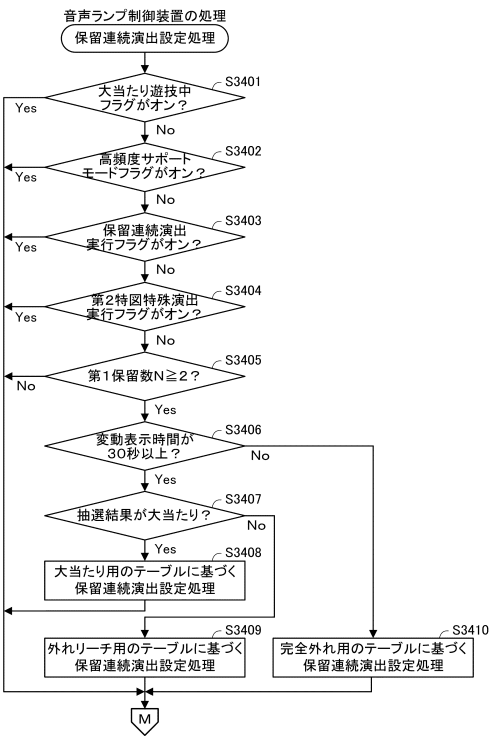 音声ランプ制御装置の処理
保留連続演出設定処理
S3401
大当たり遊技中
フラグがオン？
Yes
No
S3402
高頻度サポート
モードフラグがオン？
Yes
No
S3403
保留連続演出
実行フラグがオン？
Yes
No
S3404
第２特図特殊演出
実行フラグがオン？
Yes
No
S3405
第１保留数Ｎ≧２？
No
Yes
S3406
変動表示時間が
３０秒以上？
No
Yes
S3407
抽選結果が大当たり？
No
Yes
S3408
大当たり用のテーブルに基づく
保留連続演出設定処理
S3409
外れリーチ用のテーブルに基づく
保留連続演出設定処理
S3410
完全外れ用のテーブルに基づく
保留連続演出設定処理
M